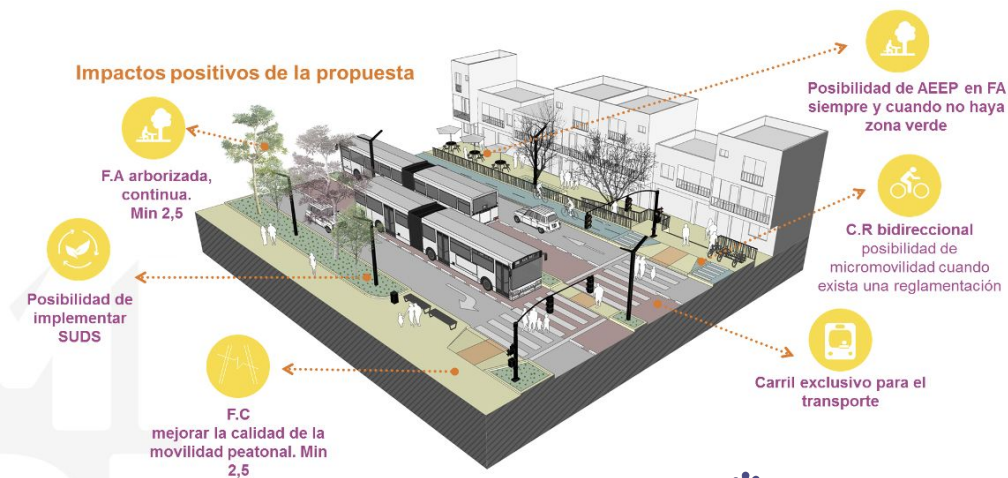 Impactos positivos de la propuesta
F.A arborizada,
continua.
Min 2,5
Posibilidad de
implementar
SUDS
F.C
mejorar la calidad de la
movilidad peatonal. Min
2,5
Posibilidad de AEEP en FA
siempre y cuando no haya
zona verde
C.R bidireccional
posibilidad de
micromovilidad cuando
exista una reglamentación
Carril exclusivo para el
transporte